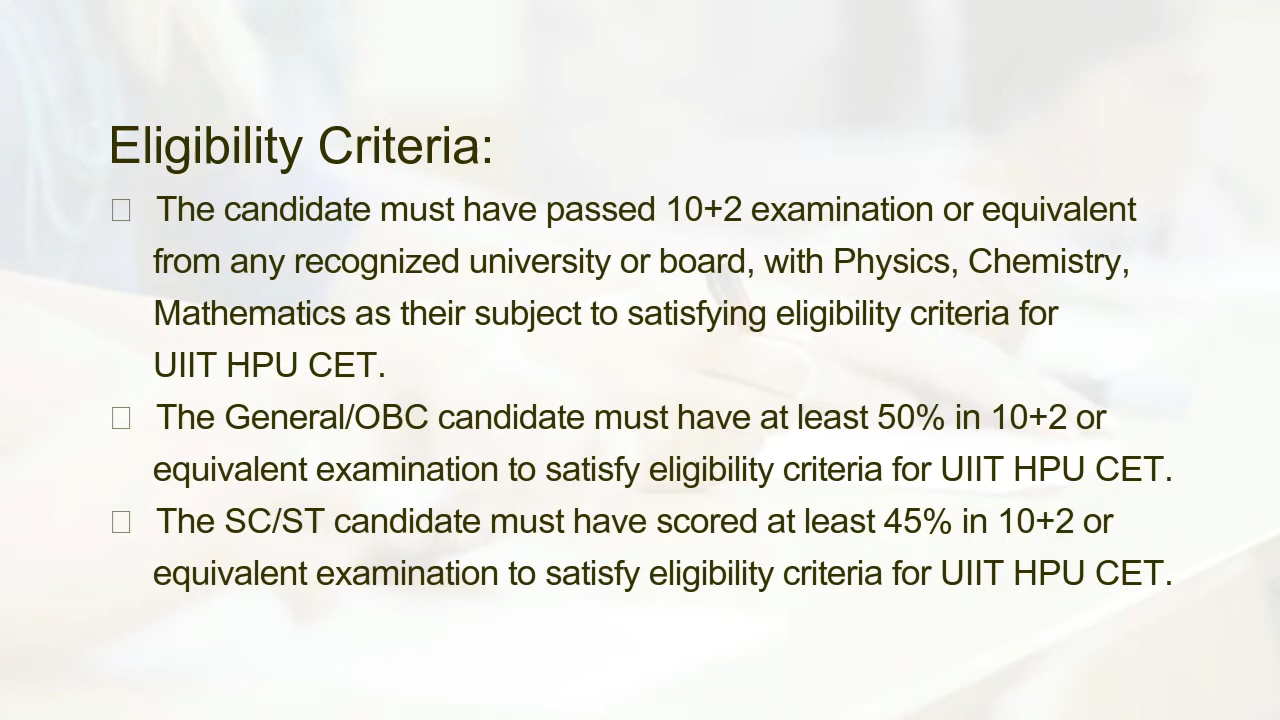 Eligibility Criteria:
□ The candidate must have passed 10+2 examination or equivalent
from any recognized university or board, with Physics, Chemistry,
Mathematics as their subject to satisfying eligibility criteria for
UIIT HPU CET.
□ The General/OBC candidate must have at least 50% in 10+2 or
equivalent examination to satisfy eligibility criteria for UIIT HPU CET.
□ The SC/ST candidate must have scored at least 45% in 10+2 or
equivalent examination to satisfy eligibility criteria for UIIT HPU CET.